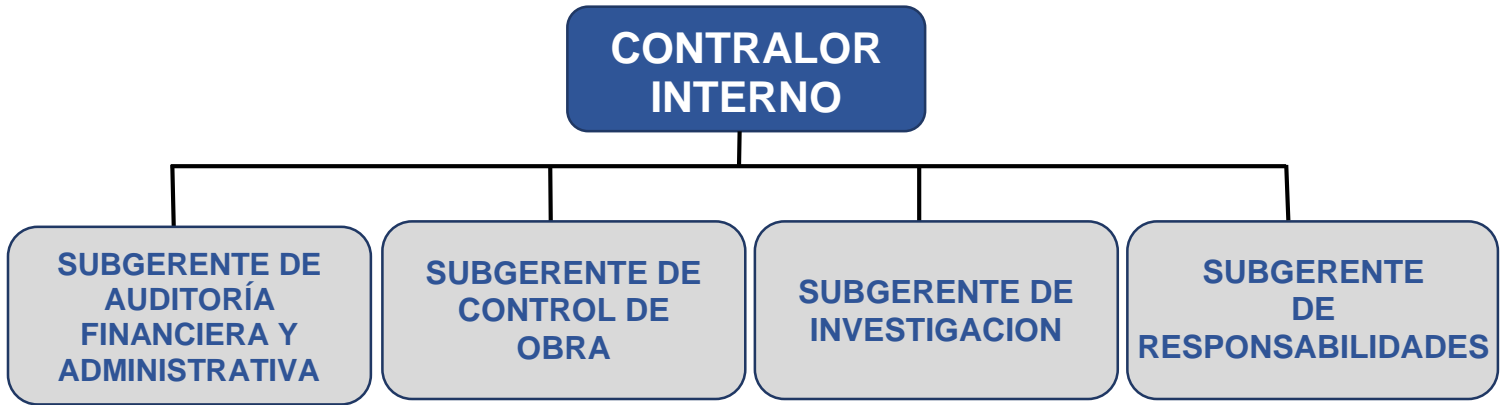 CONTRALOR
INTERNO
SUBGERENTE DE
AUDITORÍA
FINANCIERA Y
ADMINISTRATIVA
SUBGERENTE DE
CONTROL DE
OBRA
SUBGERENTE DE
INVESTIGACION
SUBGERENTE
DE
RESPONSABILIDADES